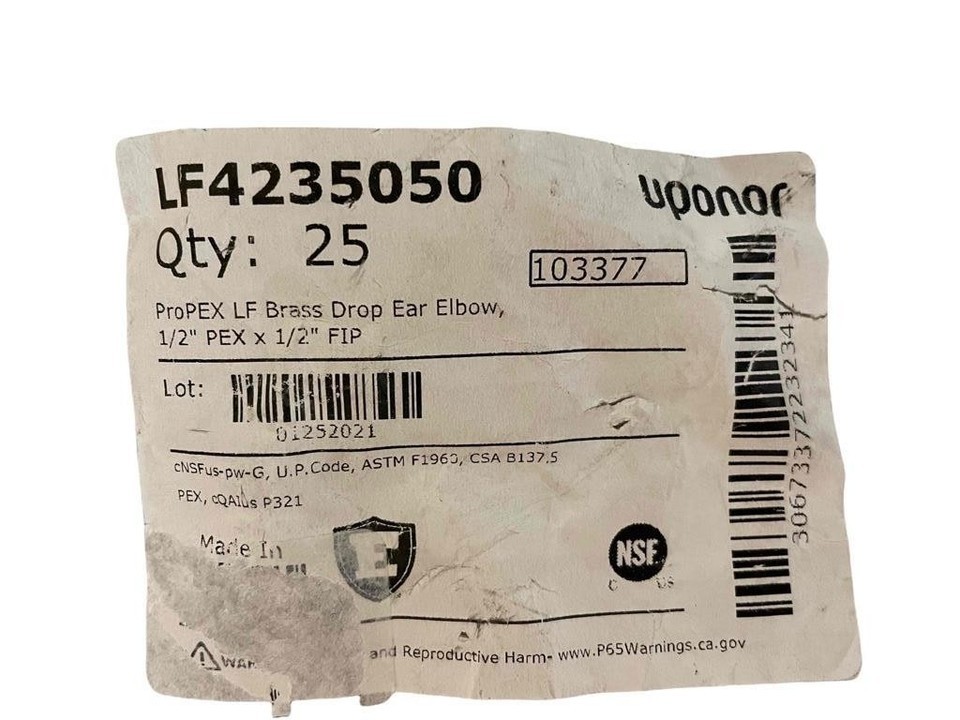 LF4235050
uponor
Qty: 25
103377
ProPEX LF Brass Drop Ear Elbow,
1/2" PEX x 1/2" FIP
Lot:
01252021
30673372232341
cNSFus-pw-G, U.P.Code, ASTM F1960, CSA B137.5
PEX, cQAIus P321
Made In
E
NSF
C US
and Reproductive Harm- www.P65Warnings.ca.gov